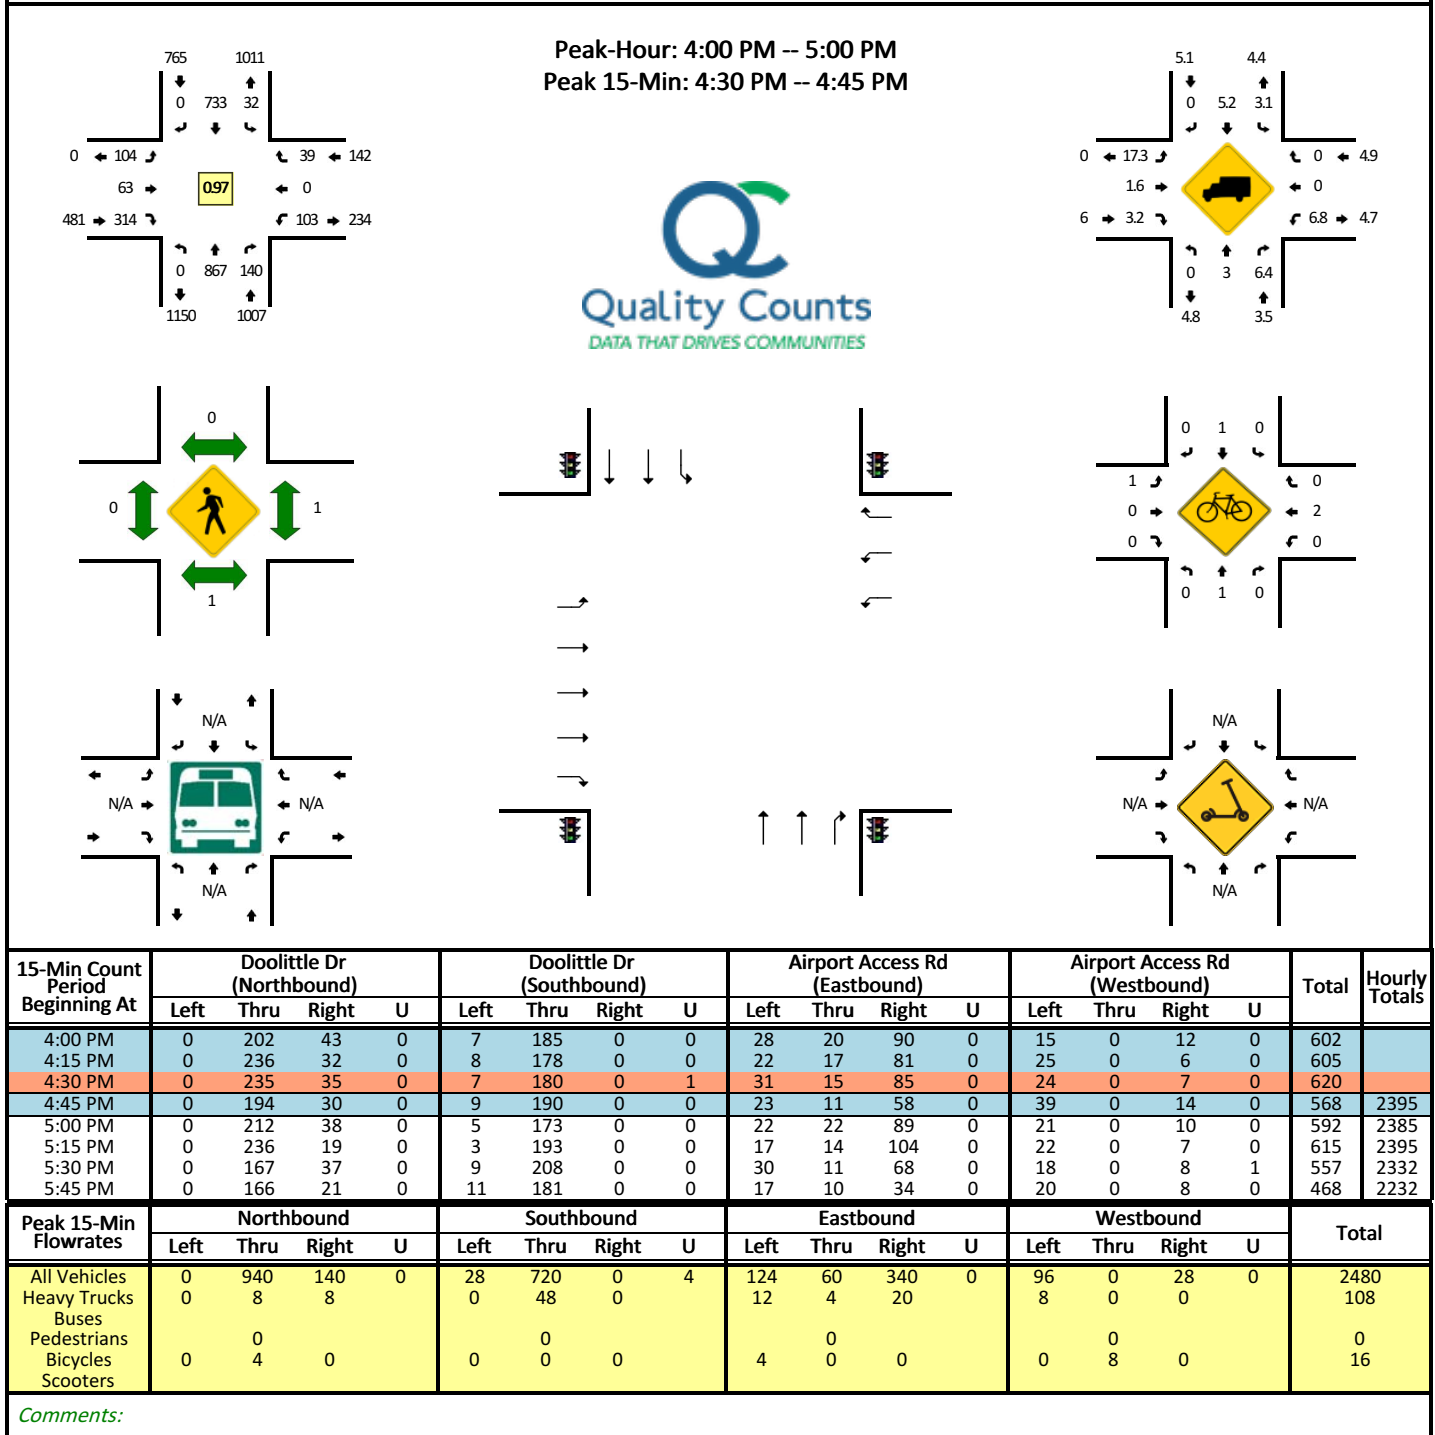 Peak-Hour: 4:00 PM -- 5:00 PM
Peak 15-Min: 4:30 PM -- 4:45 PM
765 1011
0 733 32
0 104 39 142
63 0.97 0
481 314 103 234
0 867 140
1150 1007
QC
Quality Counts
DATA THAT DRIVES COMMUNITIES
5.1 4.4
0 5.2 3.1
0 17.3 0 4.9
1.6 0
6 3.2 6.8 4.7
0 3 6.4
4.8 3.5
0
0 1
1
0 1 0
1 0
0 2
0 0
0 1 0
N/A
N/A N/A
N/A
N/A
N/A N/A
N/A
15-Min Count Period Beginning At Doolittle Dr (Northbound) Doolittle Dr (Southbound) Airport Access Rd (Eastbound) Airport Access Rd (Westbound) Total Hourly Totals
Left Thru Right U Left Thru Right U Left Thru Right U Left Thru Right U
4:00 PM 0 202 43 0 7 185 0 0 28 20 90 0 15 0 12 0 602
4:15 PM 0 236 32 0 8 178 0 0 22 17 81 0 25 0 6 0 605
4:30 PM 0 235 35 0 7 180 0 1 31 15 85 0 24 0 7 0 620
4:45 PM 0 194 30 0 9 190 0 0 23 11 58 0 39 0 14 0 568 2395
5:00 PM 0 212 38 0 5 173 0 0 22 22 89 0 21 0 10 0 592 2385
5:15 PM 0 236 19 0 3 193 0 0 17 14 104 0 22 0 7 0 615 2395
5:30 PM 0 167 37 0 9 208 0 0 30 11 68 0 18 0 8 1 557 2332
5:45 PM 0 166 21 0 11 181 0 0 17 10 34 0 20 0 8 0 468 2232
Peak 15-Min Flowrates Northbound Southbound Eastbound Westbound Total
Left Thru Right U Left Thru Right U Left Thru Right U Left Thru Right U
All Vehicles 0 940 140 0 28 720 0 4 124 60 340 0 96 0 28 0 2480
Heavy Trucks 0 8 8 0 48 0 12 4 20 8 0 0 108
Buses
Pedestrians 0 0 0 0 0
Bicycles 0 4 0 0 0 0 4 0 0 0 8 0 16
Scooters
Comments: